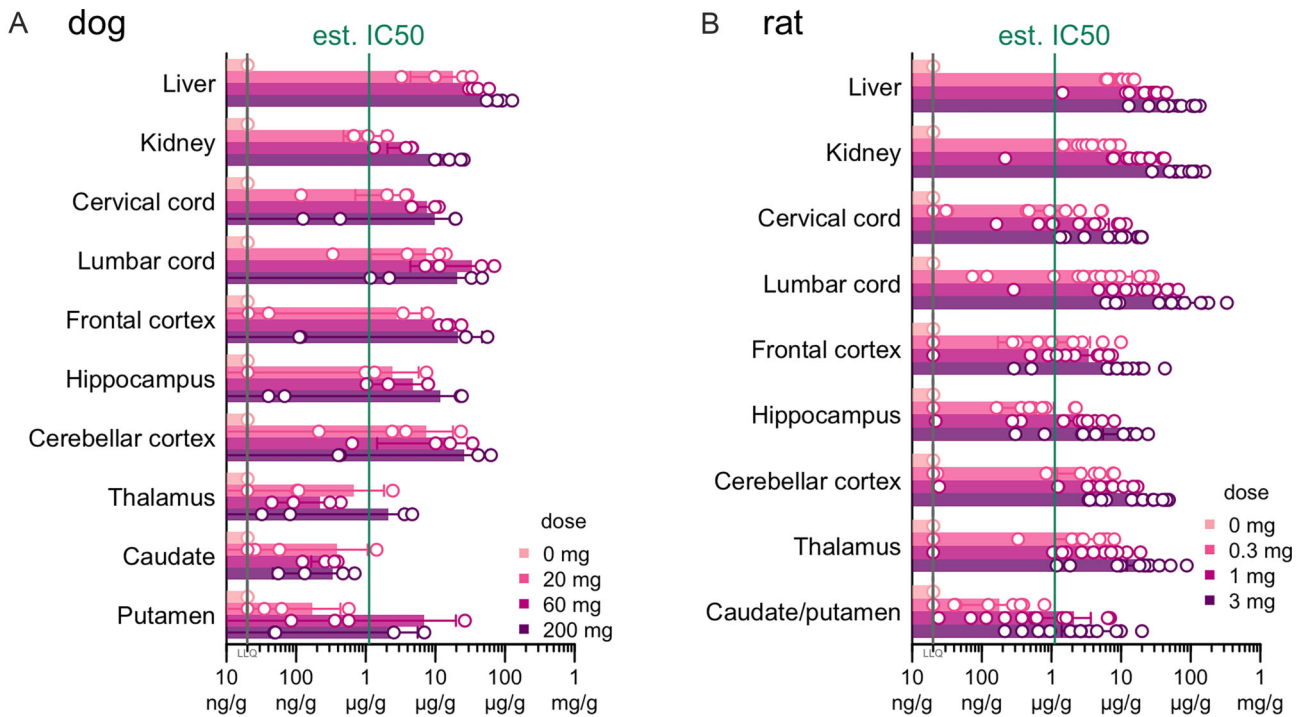 A dog
est. IC50
Liver
Kidney
Cervical cord
Lumbar cord
Frontal cortex
Hippocampus
Cerebellar cortex
Thalamus
Caudate
Putamen
dose
0 mg
20 mg
60 mg
200 mg
LLQ
10 100 1 10 100
ng/g ng/g µg/g µg/g µg/g
B rat
est. IC50
Liver
Kidney
Cervical cord
Lumbar cord
Frontal cortex
Hippocampus
Cerebellar cortex
Thalamus
Caudate/putamen
dose
0 mg
0.3 mg
1 mg
3 mg
LLQ
10 100 1 10 100 1
ng/g ng/g µg/g µg/g µg/g mg/g